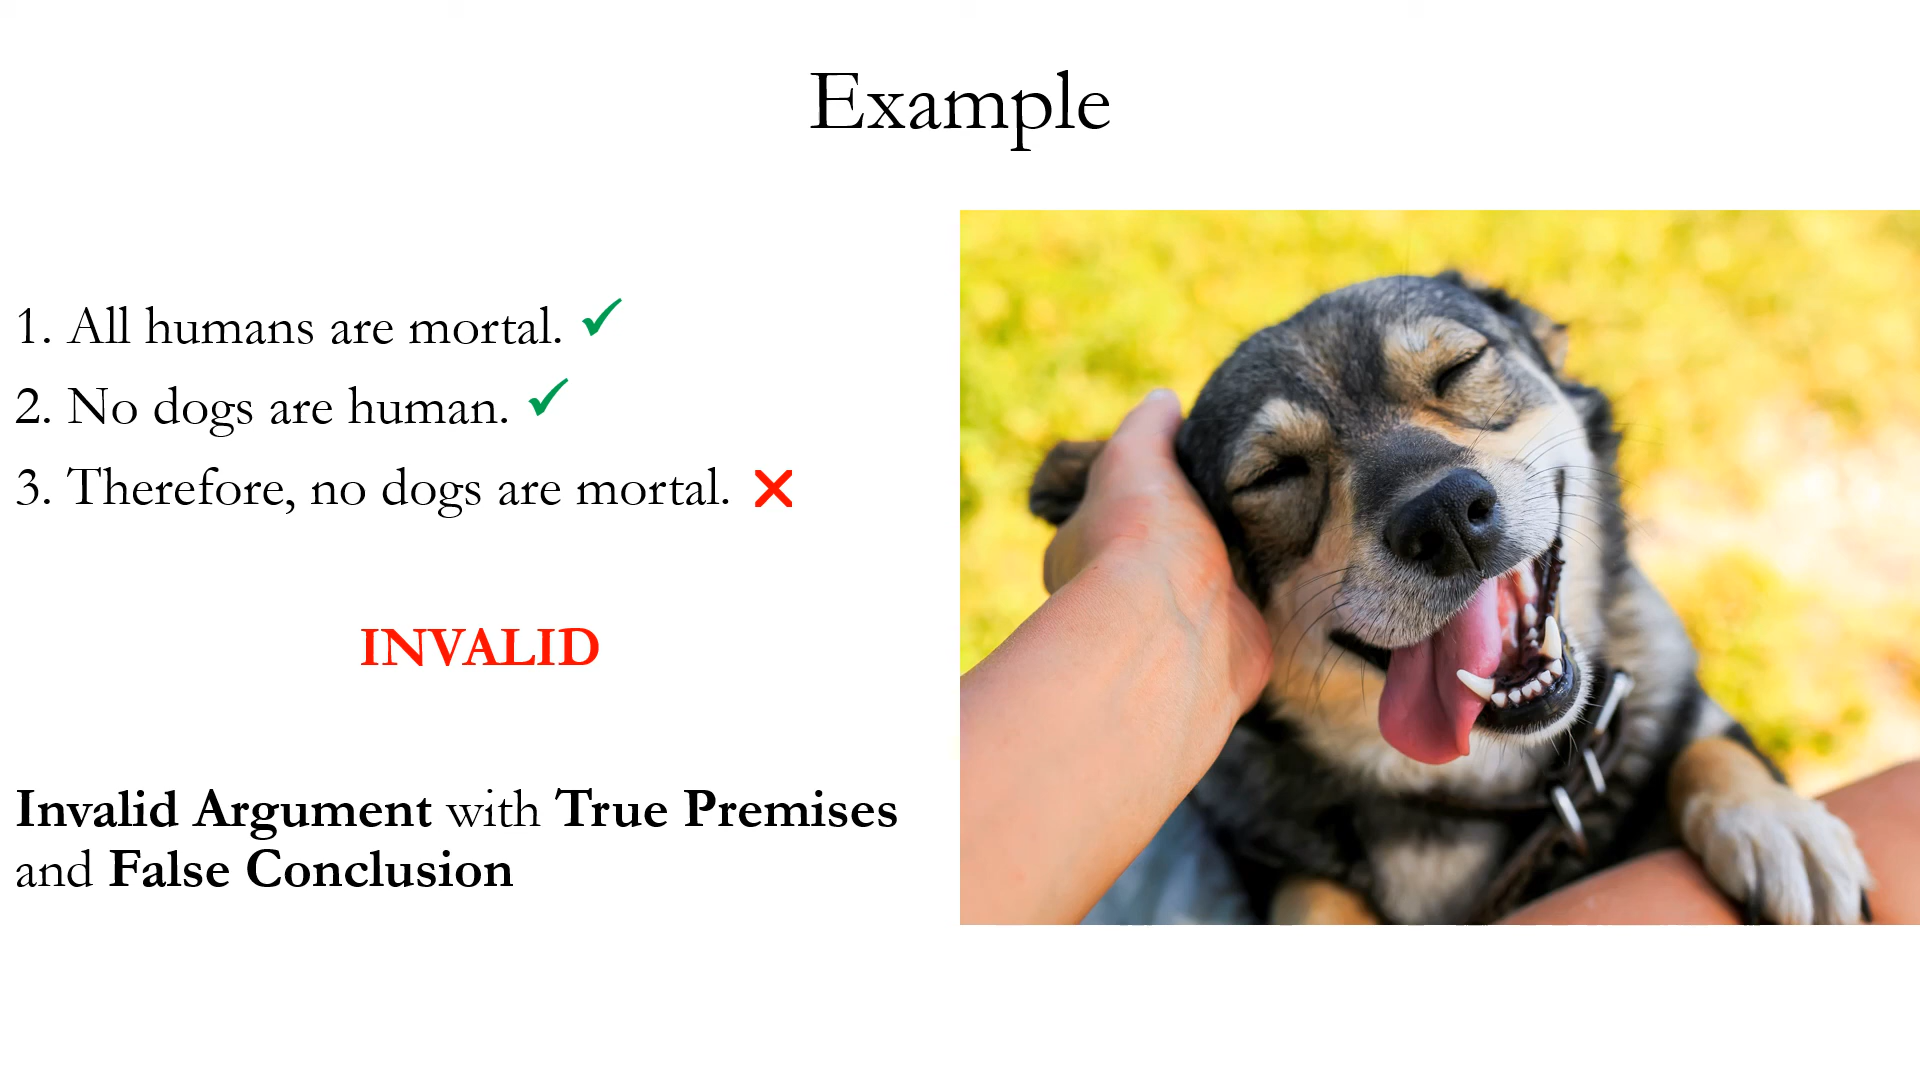 Example
1. All humans are mortal. ✓
2. No dogs are human. ✓
3. Therefore, no dogs are mortal. ✕
INVALID
Invalid Argument with True Premises
and False Conclusion